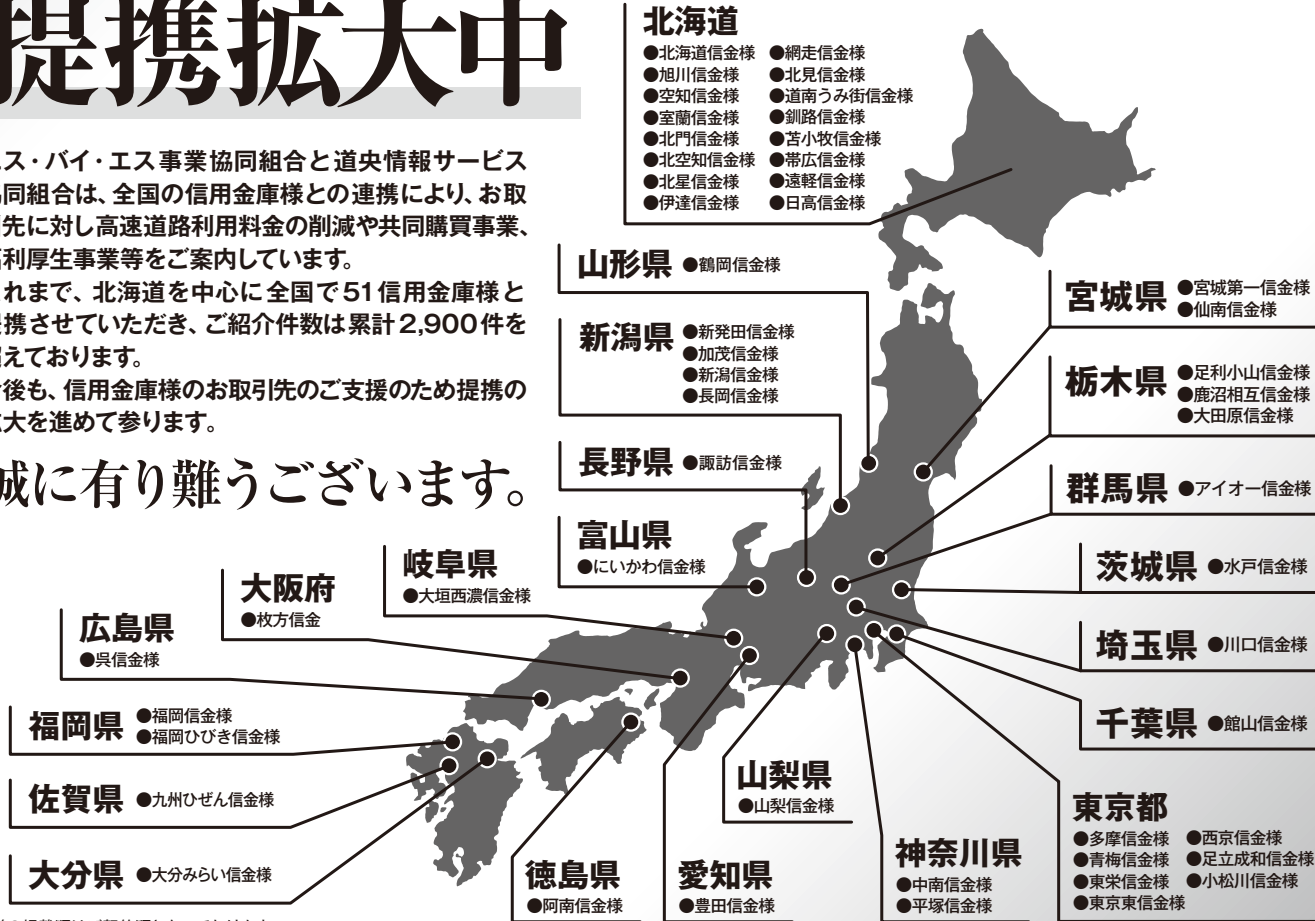 提携拡大中
ス・バイ・エス事業協同組合と道央情報サービス
同組合は、全国の信用金庫様との連携により、お取
先に対し高速道路利用料金の削減や共同購買事業、
利厚生事業等をご案内しています。
れまで、北海道を中心に全国で51信用金庫様と
携させていただき、ご紹介件数は累計2,900件を
えております。
後も、信用金庫様のお取引先のご支援のため提携の
大を進めて参ります。
誠に有り難うございます。
北海道
●北海道信金様 ●網走信金様
●旭川信金様 ●北見信金様
●空知信金様 ●道南うみ街信金様
●室蘭信金様 ●釧路信金様
●北門信金様 ●苫小牧信金様
●北空知信金様 ●帯広信金様
●北星信金様 ●遠軽信金様
●伊達信金様 ●日高信金様
山形県 ●鶴岡信金様
新潟県 ●新発田信金様
●加茂信金様
●新潟信金様
●長岡信金様
長野県 ●諏訪信金様
富山県
●にいかわ信金様
岐阜県
●大垣西濃信金様
大阪府
●枚方信金
広島県
●呉信金様
福岡県 ●福岡信金様
●福岡ひびき信金様
佐賀県 ●九州ひぜん信金様
大分県 ●大分みらい信金様
宮城県 ●宮城第一信金様
●仙南信金様
栃木県 ●足利小山信金様
●鹿沼相互信金様
●大田原信金様
群馬県 ●アイオー信金様
茨城県 ●水戸信金様
埼玉県 ●川口信金様
千葉県 ●館山信金様
東京都
●多摩信金様 ●西京信金様
●青梅信金様 ●足立成和信金様
●東栄信金様 ●小松川信金様
●東京東信金様
山梨県
●山梨信金様
神奈川県
●中南信金様
●平塚信金様
愛知県
●豊田信金様
徳島県
●阿南信金様